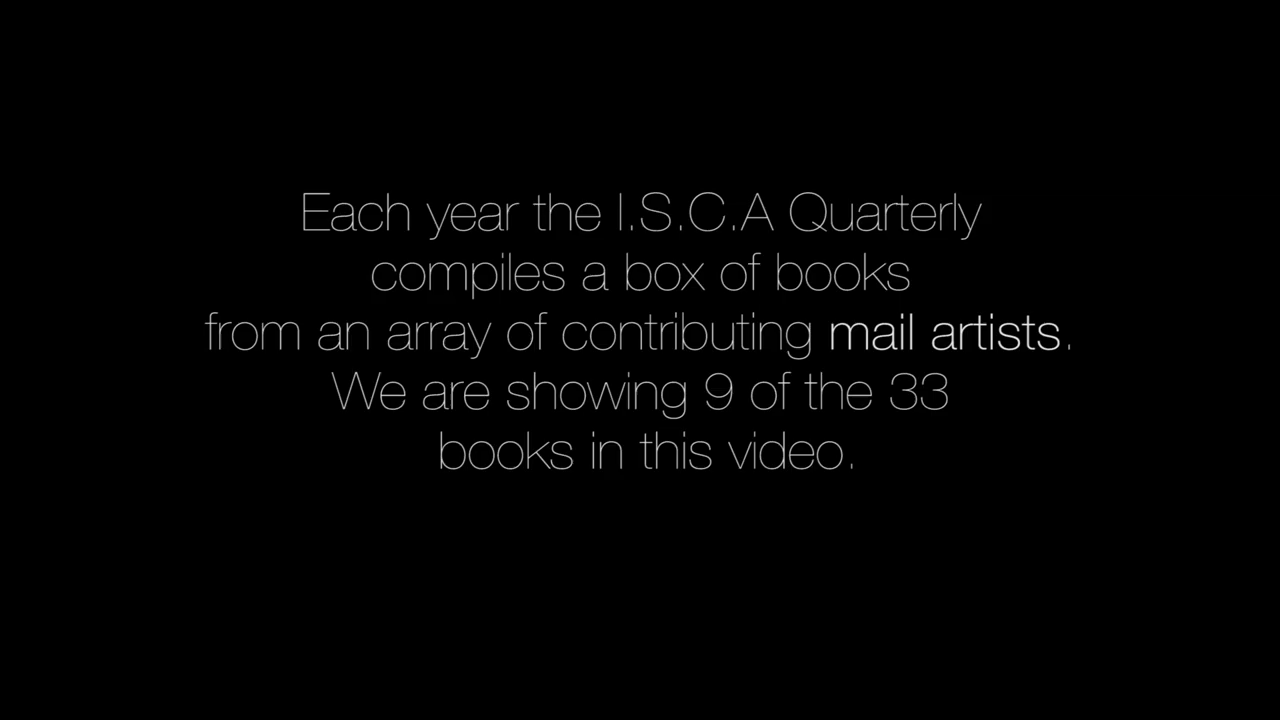 Each year the I.S.C.A Quarterly
compiles a box of books
from an array of contributing mail artists.
We are showing 9 of the 33
books in this video.